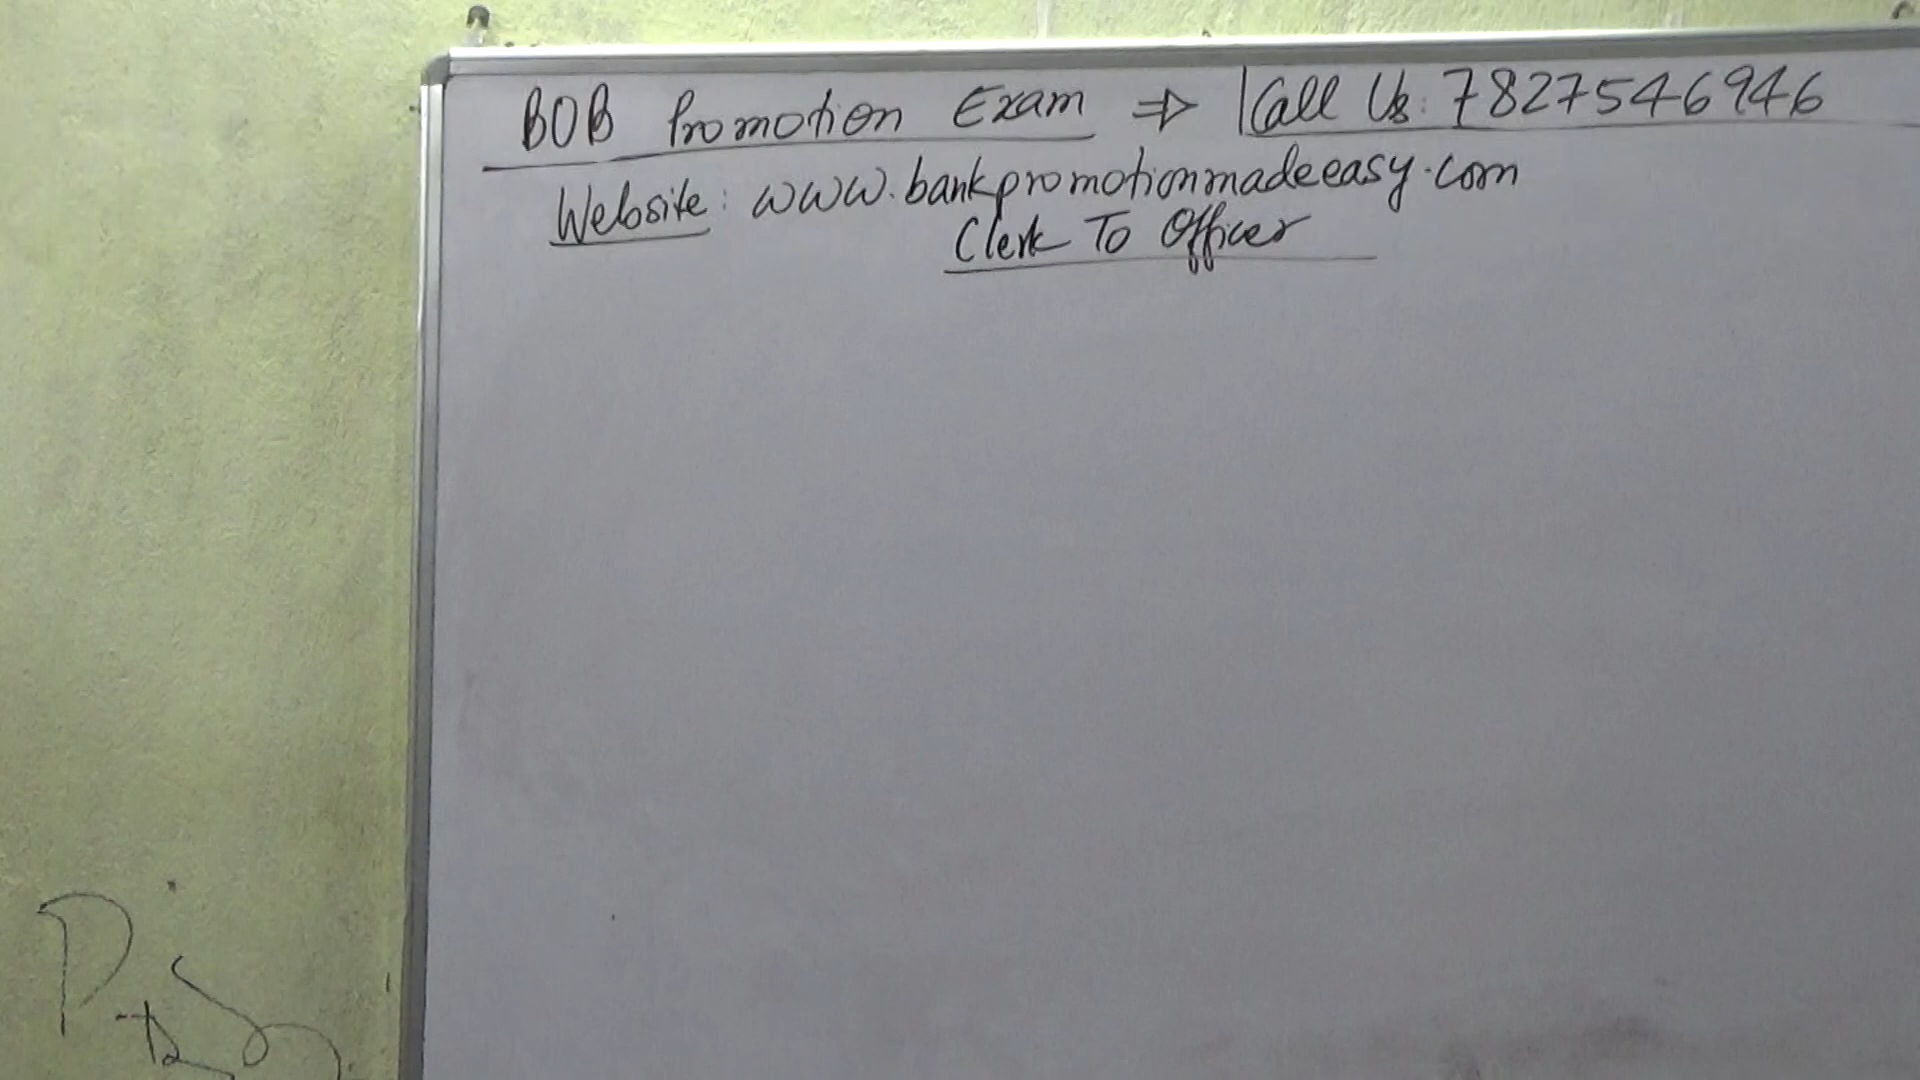 BOB Promotion Exam ⇒ Call Us: 7827546946
Website: www.bankpromotionmadeeasy.com
Clerk To Officer